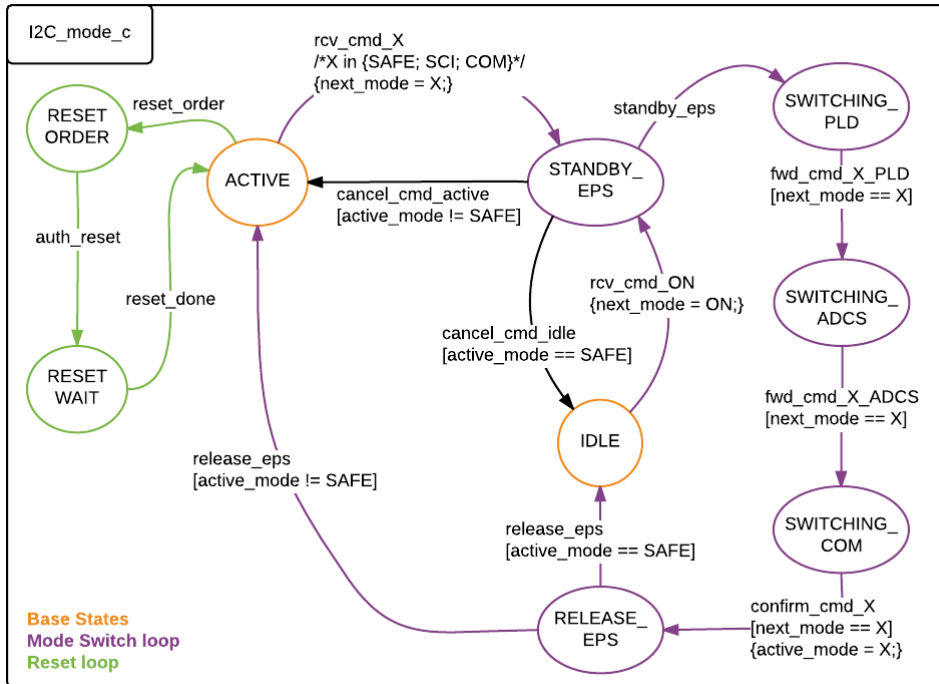 I2C_mode_c
rcv_cmd_X
/*X in {SAFE; SCI; COM}*/
{next_mode = X;}
RESET
ORDER
reset_order
ACTIVE
STANDBY_
EPS
standby_eps
SWITCHING_
PLD
cancel_cmd_active
[active_mode != SAFE]
fwd_cmd_X_PLD
[next_mode == X]
auth_reset
reset_done
rcv_cmd_ON
{next_mode = ON;}
SWITCHING_
ADCS
cancel_cmd_idle
[active_mode == SAFE]
RESET
WAIT
fwd_cmd_X_ADCS
[next_mode == X]
IDLE
release_eps
[active_mode != SAFE]
release_eps
[active_mode == SAFE]
SWITCHING_
COM
RELEASE_
EPS
confirm_cmd_X
[next_mode == X]
{active_mode = X;}
Base States
Mode Switch loop
Reset loop